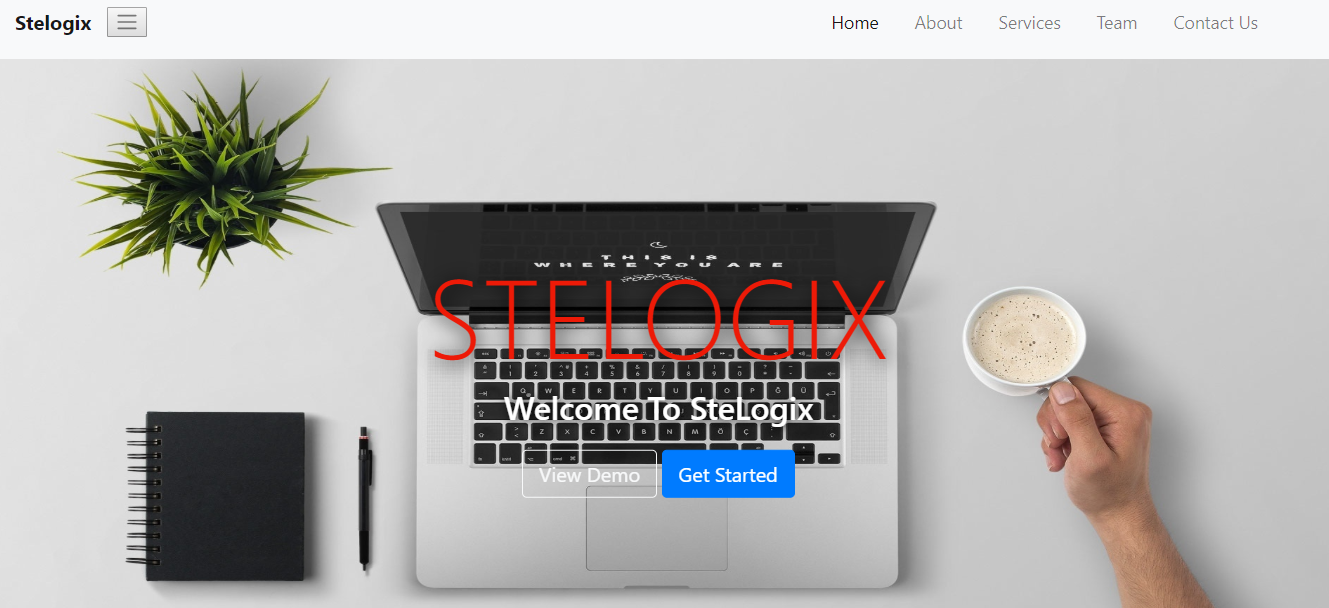 Stelogix
Home About Services Team Contact Us
THIS IS
WHERE YOU ARE
STELOGIX
Welcome To SteLogix
View Demo Get Started